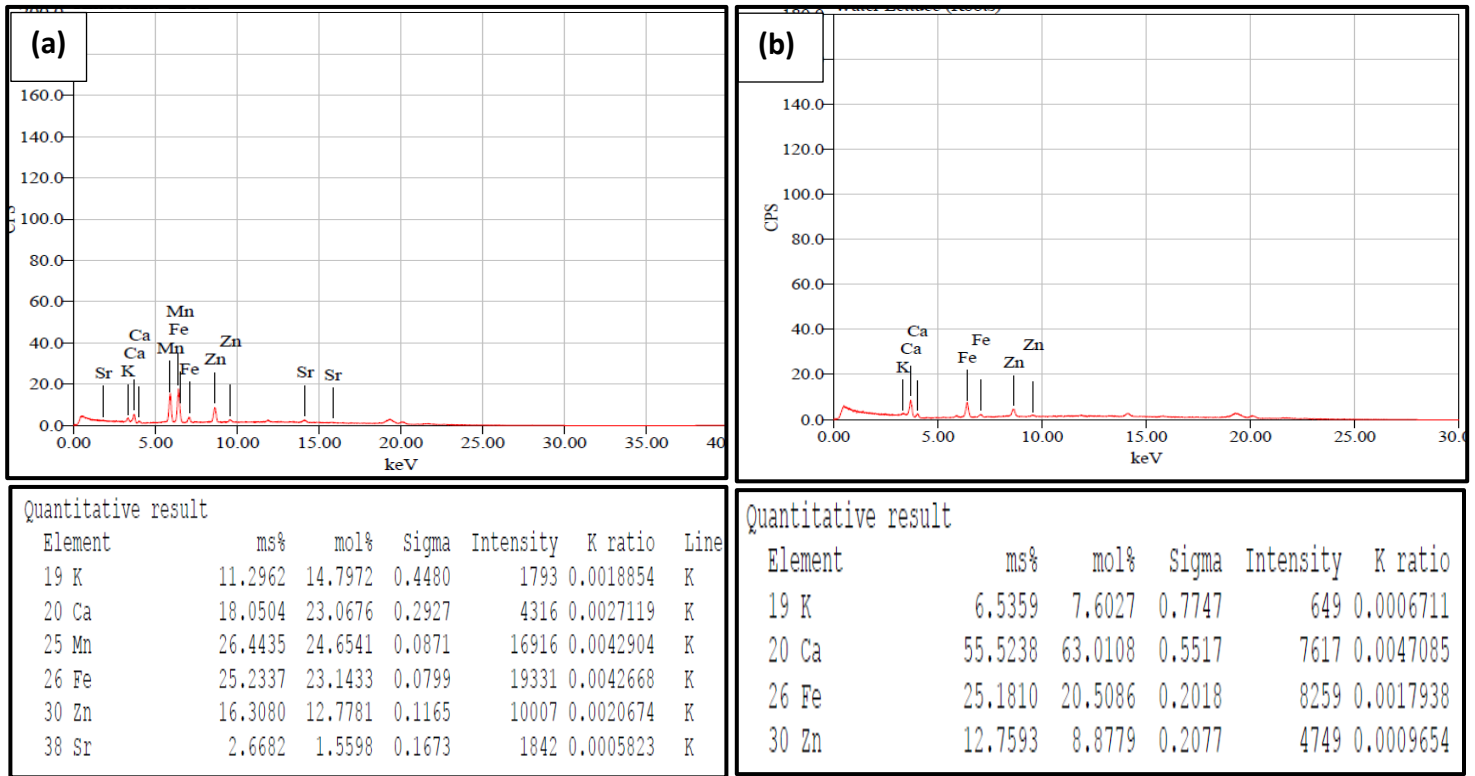 (a)
200.0
160.0
140.0
120.0
100.0
80.0
60.0
40.0
20.0
0.0
CPS
Mn
Ca Fe Zn
Sr Ca Mn Zn Sr Sr
K Fe
0.00 5.00 10.00 15.00 20.00 25.00 30.00 35.00 40
keV
Quantitative result
Element ms% mol% Sigma Intensity K ratio Line
19 K 11.2962 14.7972 0.4480 1793 0.0018854 K
20 Ca 18.0504 23.0676 0.2927 4316 0.0027119 K
25 Mn 26.4435 24.6541 0.0871 16916 0.0042904 K
26 Fe 25.2337 23.1433 0.0799 19331 0.0042668 K
30 Zn 16.3080 12.7781 0.1165 10007 0.0020674 K
38 Sr 2.6682 1.5598 0.1673 1842 0.0005823 K
(b)
Water Lettuce (Roots)
180.0
140.0
120.0
100.0
80.0
60.0
40.0
20.0
0.0
CPS
Ca Fe
Ca Fe Zn
K Zn
0.00 5.00 10.00 15.00 20.00 25.00 30.0
keV
Quantitative result
Element ms% mol% Sigma Intensity K ratio
19 K 6.5359 7.6027 0.7747 649 0.0006711
20 Ca 55.5238 63.0108 0.5517 7617 0.0047085
26 Fe 25.1810 20.5086 0.2018 8259 0.0017938
30 Zn 12.7593 8.8779 0.2077 4749 0.0009654